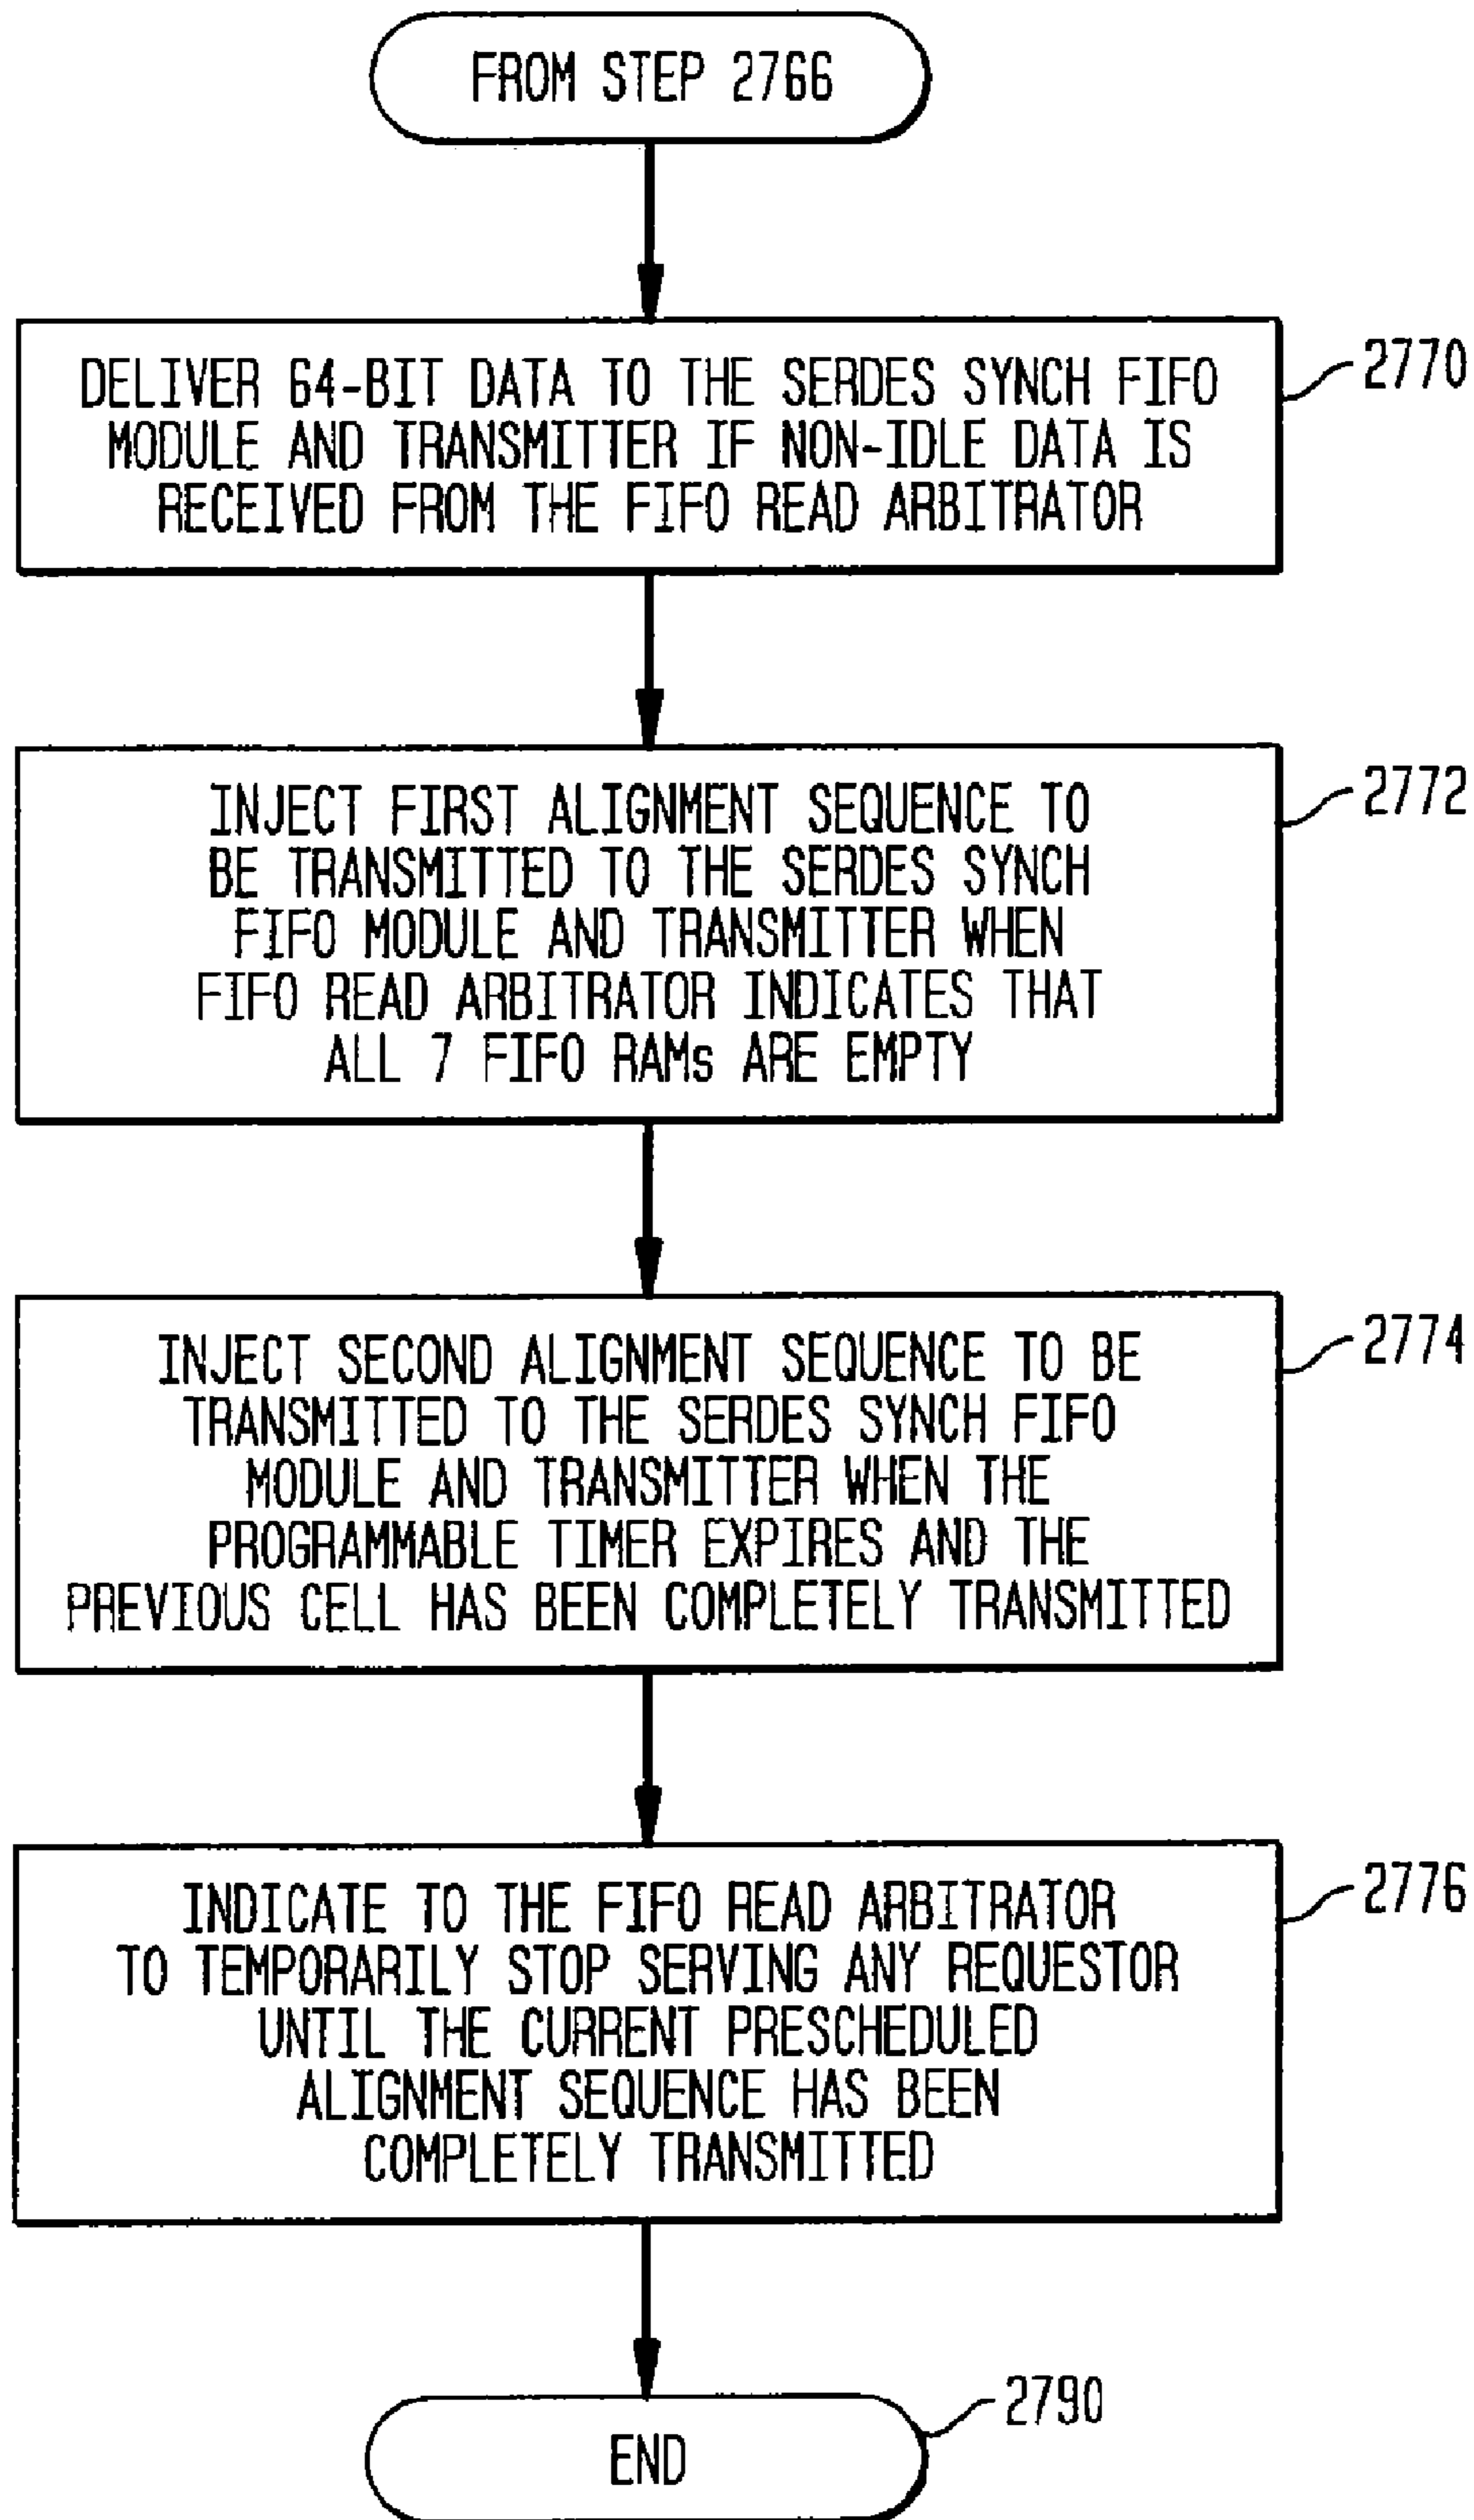 FROM STEP 2766
DELIVER 64-BIT DATA TO THE SERDES SYNCH FIFO
MODULE AND TRANSMITTER IF NON-IDLE DATA IS
RECEIVED FROM THE FIFO READ ARBITRATOR
2770
INJECT FIRST ALIGNMENT SEQUENCE TO
BE TRANSMITTED TO THE SERDES SYNCH
FIFO MODULE AND TRANSMITTER WHEN
FIFO READ ARBITRATOR INDICATES THAT
ALL 7 FIFO RAMs ARE EMPTY
2772
INJECT SECOND ALIGNMENT SEQUENCE TO BE
TRANSMITTED TO THE SERDES SYNCH FIFO
MODULE AND TRANSMITTER WHEN THE
PROGRAMMABLE TIMER EXPIRES AND THE
PREVIOUS CELL HAS BEEN COMPLETELY TRANSMITTED
2774
INDICATE TO THE FIFO READ ARBITRATOR
TO TEMPORARILY STOP SERVING ANY REQUESTOR
UNTIL THE CURRENT PRESCHEDULED
ALIGNMENT SEQUENCE HAS BEEN
COMPLETELY TRANSMITTED
2776
END
2790